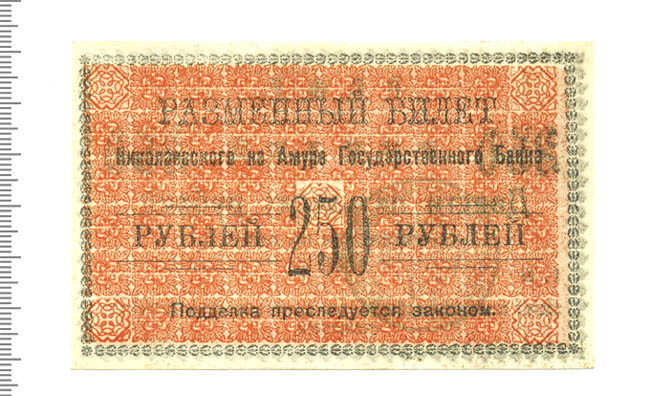 РАЗМЕННЫЙ БИЛЕТ
Николаевского на Амуре Государственного Банка
РУБЛЕЙ 250 РУБЛЕЙ
Подделка преследуется законом.